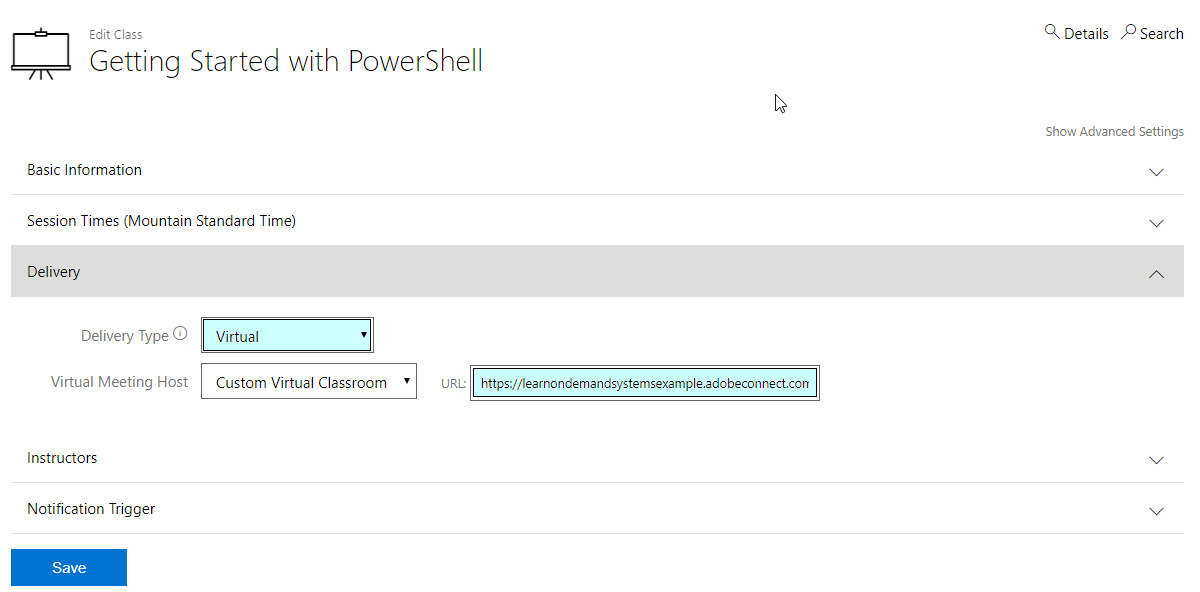 Edit Class
Getting Started with PowerShell
Details Search
Show Advanced Settings
Basic Information
Session Times (Mountain Standard Time)
Delivery
Delivery Type Virtual
Virtual Meeting Host Custom Virtual Classroom URL: https://learnondemandsystemsexample.adobeconnect.com
Instructors
Notification Trigger
Save